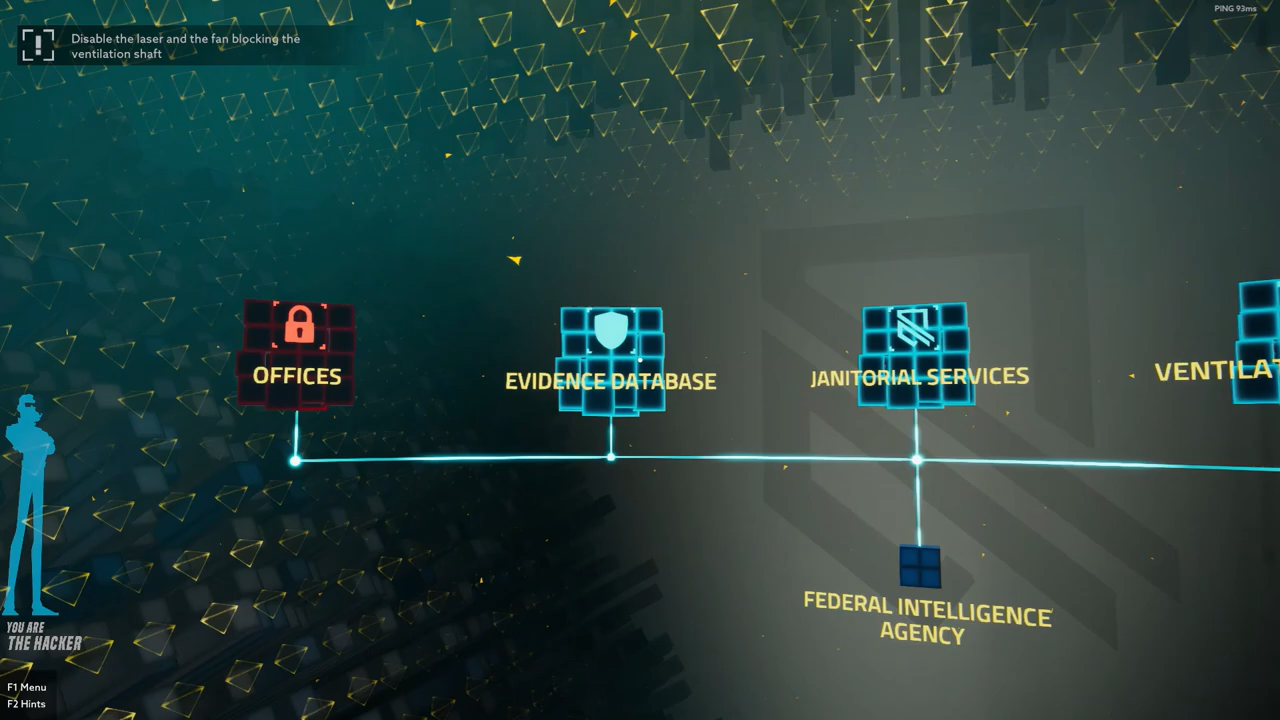 PING 93ms
Disable the laser and the fan blocking the
ventilation shaft
OFFICES
EVIDENCE DATABASE
JANITORIAL SERVICES
VENTILAT
FEDERAL INTELLIGENCE
AGENCY
YOU ARE
THE HACKER
F1 Menu
F2 Hints